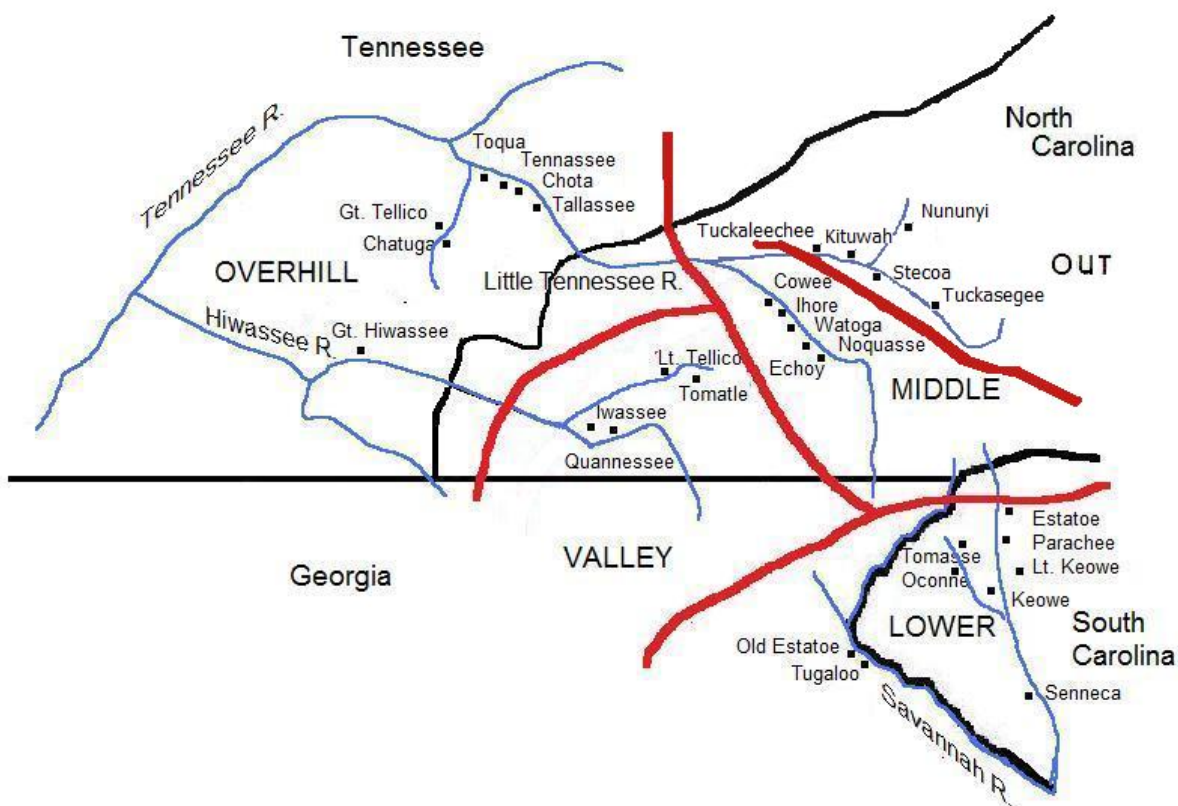 Tennessee
North
Carolina
Tennessee R.
Toqua
Tennassee
Chota
Tallassee
Gt. Tellico
Chatuga
Nununyi
Tuckaleechee
Kituwah
OVERHILL
Little Tennessee R.
Stecoa
OUT
Cowee
Tuckasegee
Ihore
Hiwassee R.
Gt. Hiwassee
Watoga
Noquasse
Lt. Tellico
Echoy
Tomatle
MIDDLE
Iwassee
Quannessee
Estatoe
VALLEY
Parachee
Tomasse
Lt. Keowe
Oconne
Georgia
Keowe
LOWER
South
Carolina
Old Estatoe
Tugaloo
Senneca
Savannah R.